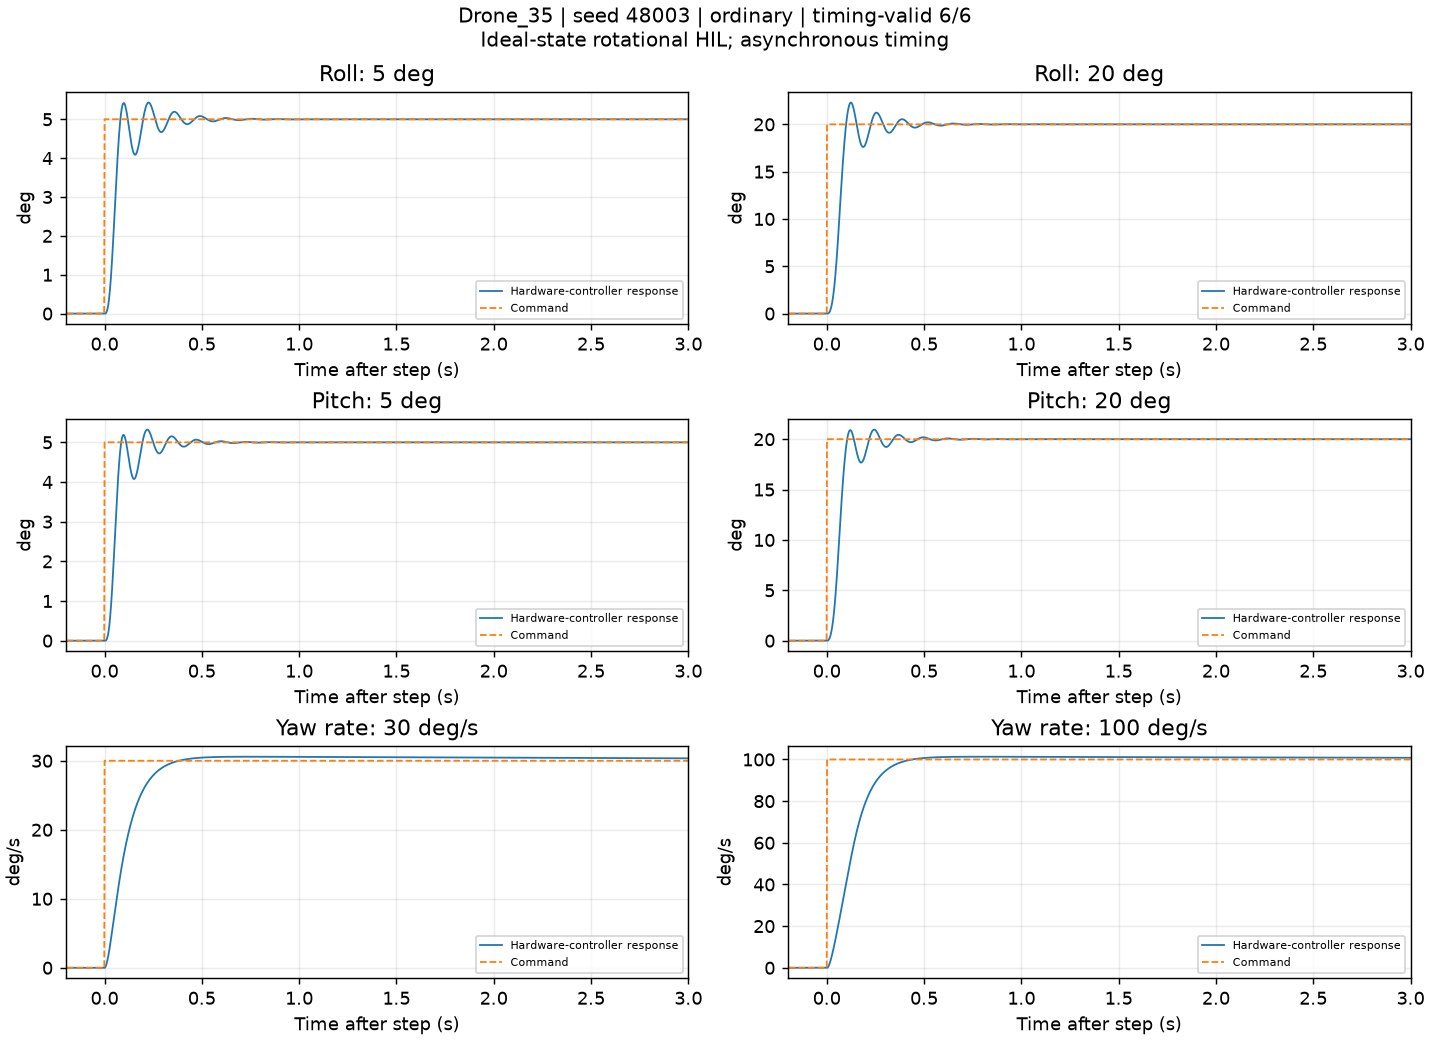 Drone_35 | seed 48003 | ordinary | timing-valid 6/6
Ideal-state rotational HIL; asynchronous timing
Roll: 5 deg
deg
5
4
3
2
1
0
Hardware-controller response
Command
0.0 0.5 1.0 1.5 2.0 2.5 3.0
Time after step (s)
Roll: 20 deg
deg
20
15
10
5
0
Hardware-controller response
Command
0.0 0.5 1.0 1.5 2.0 2.5 3.0
Time after step (s)
Pitch: 5 deg
deg
5
4
3
2
1
0
Hardware-controller response
Command
0.0 0.5 1.0 1.5 2.0 2.5 3.0
Time after step (s)
Pitch: 20 deg
deg
20
15
10
5
0
Hardware-controller response
Command
0.0 0.5 1.0 1.5 2.0 2.5 3.0
Time after step (s)
Yaw rate: 30 deg/s
deg/s
30
20
10
0
Hardware-controller response
Command
0.0 0.5 1.0 1.5 2.0 2.5 3.0
Time after step (s)
Yaw rate: 100 deg/s
deg/s
100
80
60
40
20
0
Hardware-controller response
Command
0.0 0.5 1.0 1.5 2.0 2.5 3.0
Time after step (s)